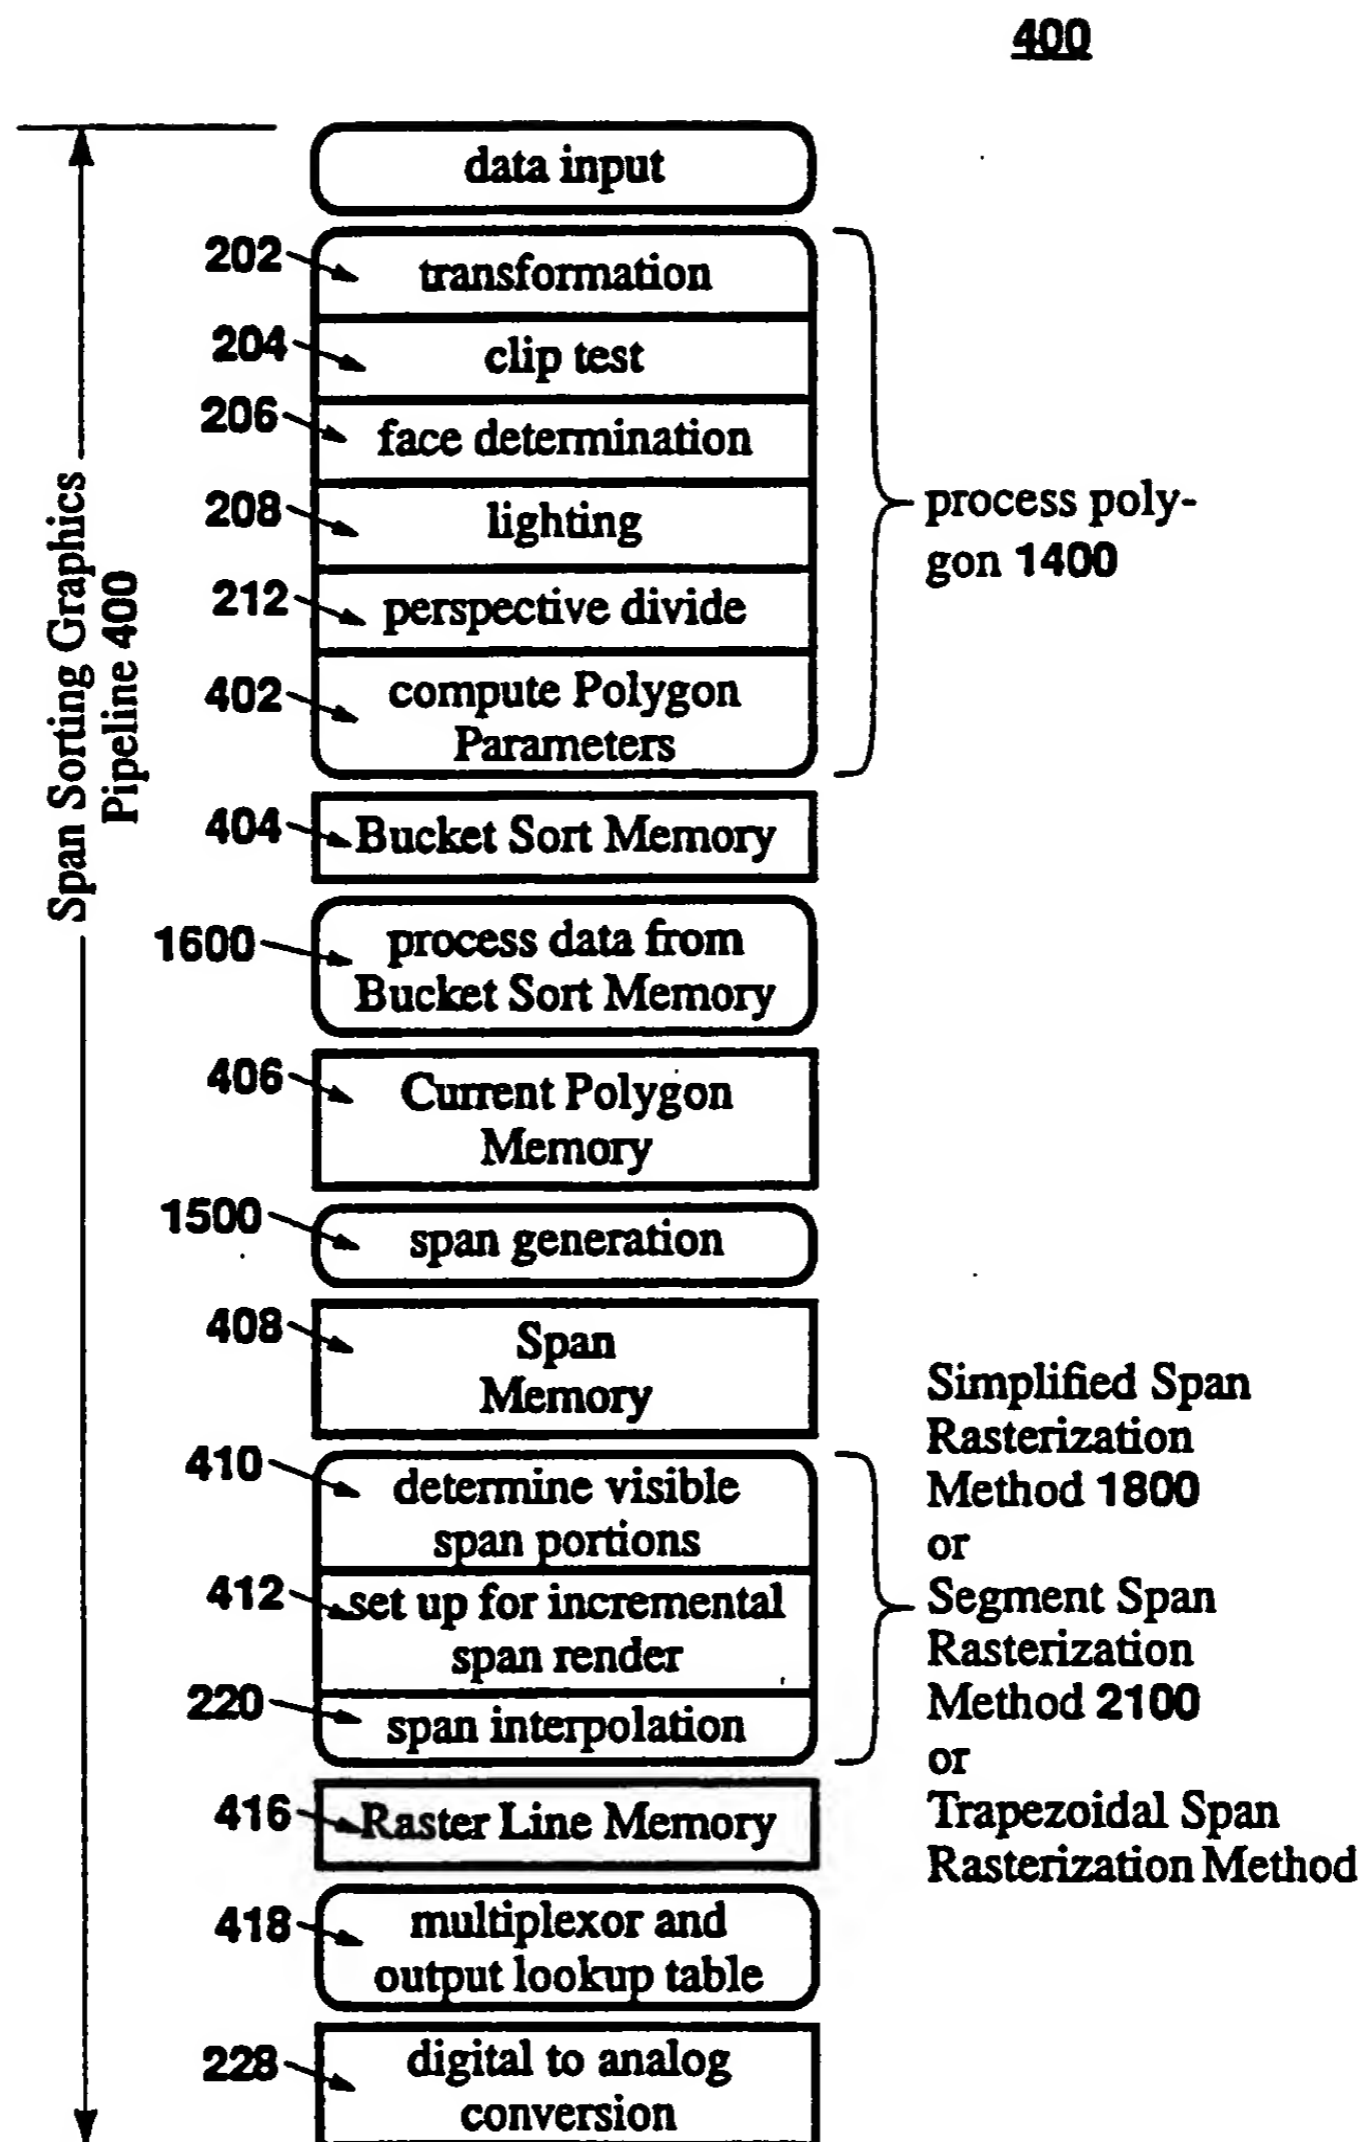 400
data input
202
transformation
204
clip test
206
face determination
208
lighting
212
perspective divide
402
compute Polygon
Parameters
process poly-
gon 1400
404
Bucket Sort Memory
1600
process data from
Bucket Sort Memory
406
Current Polygon
Memory
1500
span generation
408
Span
Memory
410
determine visible
span portions
412
set up for incremental
span render
220
span interpolation
Simplified Span
Rasterization
Method 1800
or
Segment Span
Rasterization
Method 2100
or
Trapezoidal Span
Rasterization Method
416
Raster Line Memory
418
multiplexor and
output lookup table
228
digital to analog
conversion
Span Sorting Graphics
Pipeline 400